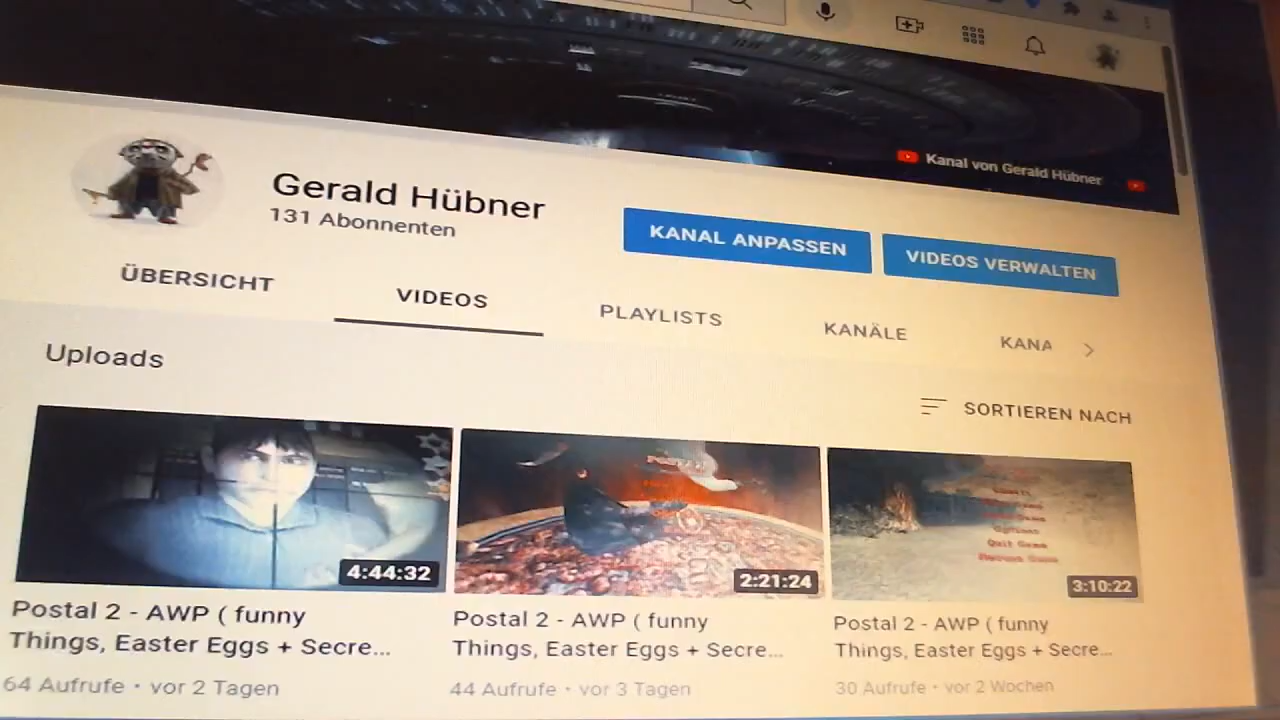 Kanal von Gerald Hübner
Gerald Hübner
131 Abonnenten
KANAL ANPASSEN
VIDEOS VERWALTEN
ÜBERSICHT
VIDEOS
PLAYLISTS
KANÄLE
KANA
Uploads
SORTIEREN NACH
4:44:32
2:21:24
Quit Game
3:10:22
Postal 2 - AWP ( funny
Things, Easter Eggs + Secre...
64 Aufrufe • vor 2 Tagen
Postal 2 - AWP ( funny
Things, Easter Eggs + Secre...
44 Aufrufe • vor 3 Tagen
Postal 2 - AWP ( funny
Things, Easter Eggs + Secre...
30 Aufrufe • vor 2 Wochen